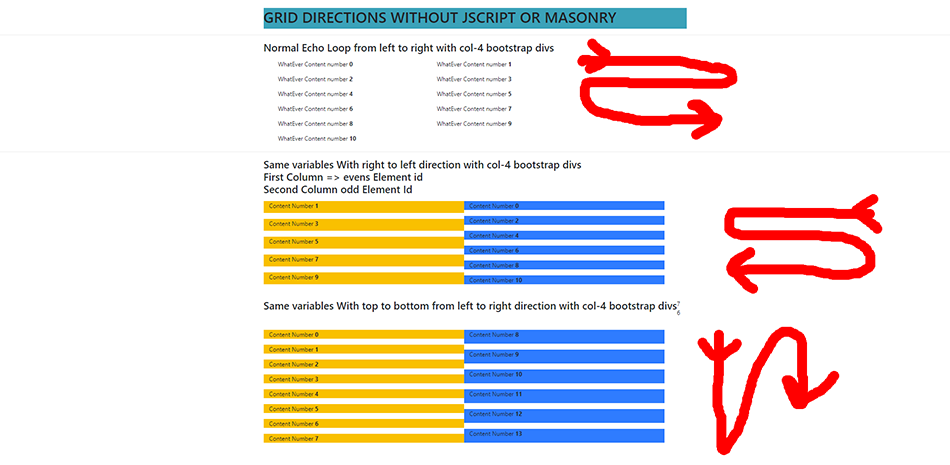 GRID DIRECTIONS WITHOUT JSCRIPT OR MASONRY
Normal Echo Loop from left to right with col-4 bootstrap divs
WhatEver Content number 0 WhatEver Content number 1
WhatEver Content number 2 WhatEver Content number 3
WhatEver Content number 4 WhatEver Content number 5
WhatEver Content number 6 WhatEver Content number 7
WhatEver Content number 8 WhatEver Content number 9
WhatEver Content number 10
Same variables With right to left direction with col-4 bootstrap divs
First Column => evens Element id
Second Column odd Element Id
Content Number 1
Content Number 3
Content Number 5
Content Number 7
Content Number 9
Content Number 0
Content Number 2
Content Number 4
Content Number 6
Content Number 8
Content Number 10
Same variables With top to bottom from left to right direction with col-4 bootstrap divs7
6
Content Number 0
Content Number 1
Content Number 2
Content Number 3
Content Number 4
Content Number 5
Content Number 6
Content Number 7
Content Number 8
Content Number 9
Content Number 10
Content Number 11
Content Number 12
Content Number 13